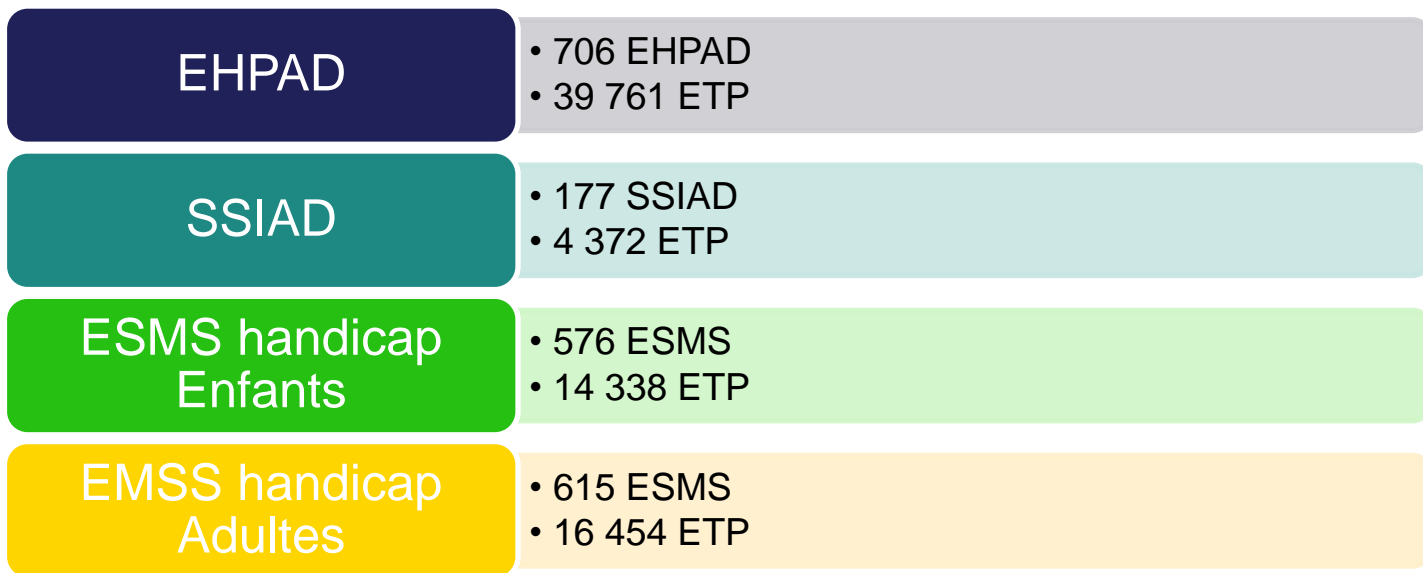 EHPAD
• 706 EHPAD
• 39 761 ETP
SSIAD
• 177 SSIAD
• 4 372 ETP
ESMS handicap
Enfants
• 576 ESMS
• 14 338 ETP
EMSS handicap
Adultes
• 615 ESMS
• 16 454 ETP